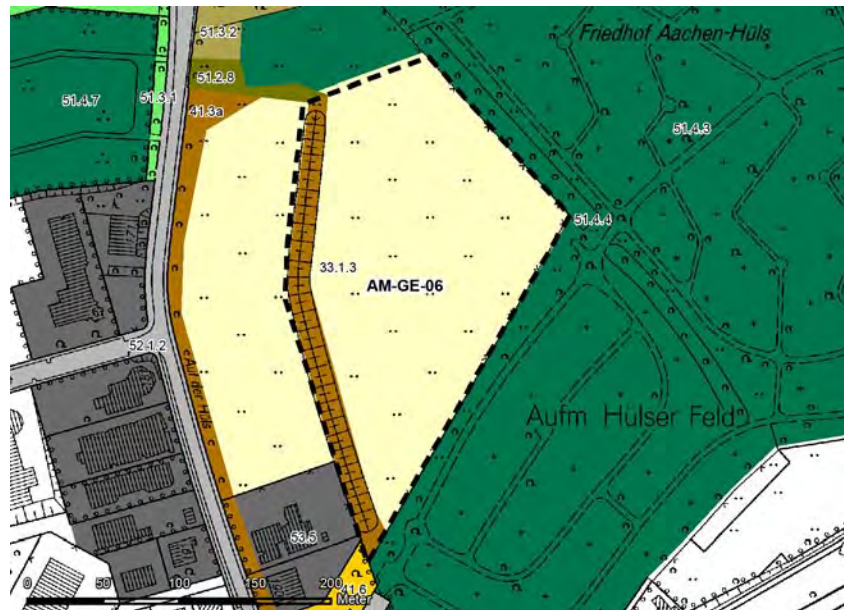 51.3.2
Friedhof Aachen-Hüls
51.2.8
51.4.7
51.3.1
41.3a
51.4.3
51.4.4
33.1.3
AM-GE-06
52.1.2
Auf der Hüls
Aufm Hülser Feld
53.5
41.6
0 50 100 150 200
Meter